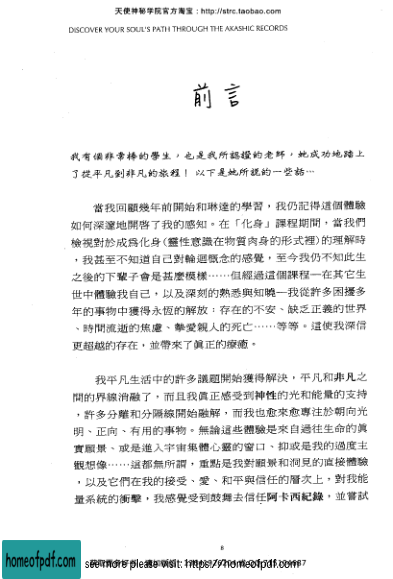 天使神秘学院官方淘宝：http://strc.taobao.com
DISCOVER YOUR SOUL'S PATH THROUGH THE AKASHIC RECORDS
前言
我有個非常棒的學生，也是我所認證的老師，她成功地踏上
了從平凡到非凡的旅程！以下是她所說的一些話…
當我回顧幾年前開始和琳達的學習，我仍記得這個體驗
如何深邃地開啓了我的感知。在「化身」課程期間，當我們
檢視對於成為化身(靈性意識在物質肉身的形式裡)的理解時
，我甚至不知道自己對輪迴概念的感覺，至今我仍不知此生
之後的下輩子會是甚麼模樣……但經過這個課程—在其它生
世中體驗我自己，以及深刻的熟悉與知曉—我從許多困擾多
年的事物中獲得永恆的解放：存在的不安、缺乏正義的世界
、時間流逝的焦慮、摯愛親人的死亡……等等。這使我深信
更超越的存在，並帶來了真正的療癒。
我平凡生活中的許多議題開始獲得解決，平凡和非凡之
間的界線消融了，而且我真正感受到神性的光和能量的支持
，許多分離和分隔線開始融解，而我也愈來愈專注於朝向光
明、正向、有用的事物。無論這些體驗是來自過往生命的真
實願景、或是進入宇宙集體心靈的窗口、抑或是我的過度主
觀想像……這都無所謂，重點是我對願景和洞見的直接體驗
，以及它們在我的接受、愛、和平與信任的層次上，對我能
量系統的衝擊，我感覺受到鼓舞去信任阿卡西紀錄，並嘗試
8
homeofpdf.com
see more please visit: https://homeofpdf.com